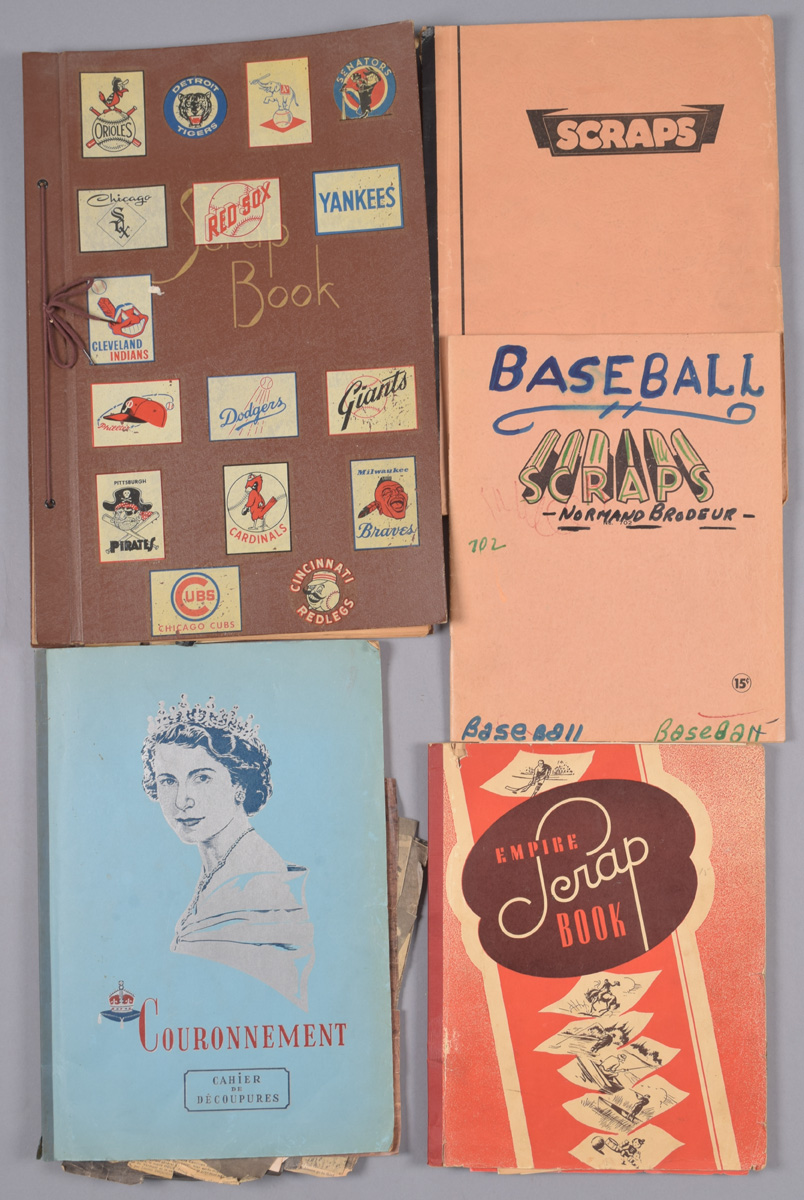 ORIOLES
DETROIT
TIGERS
A's
SENATORS
Chicago
SOX
RED SOX
YANKEES
Scrap
Book
CLEVELAND
INDIANS
Dodgers
Giants
PITTSBURGH
PIRATES
CARDINALS
Milwaukee
Braves
CUBS
CHICAGO CUBS
CINCINNATI
REDLEGS
SCRAPS
BASEBALL
SCRAPS
- NORMAND BRODEUR -
702
15¢
Baseball
BaseBall
COURONNEMENT
CAHIER
DE
DÉCOUPURES
EMPIRE
Scrap
BOOK